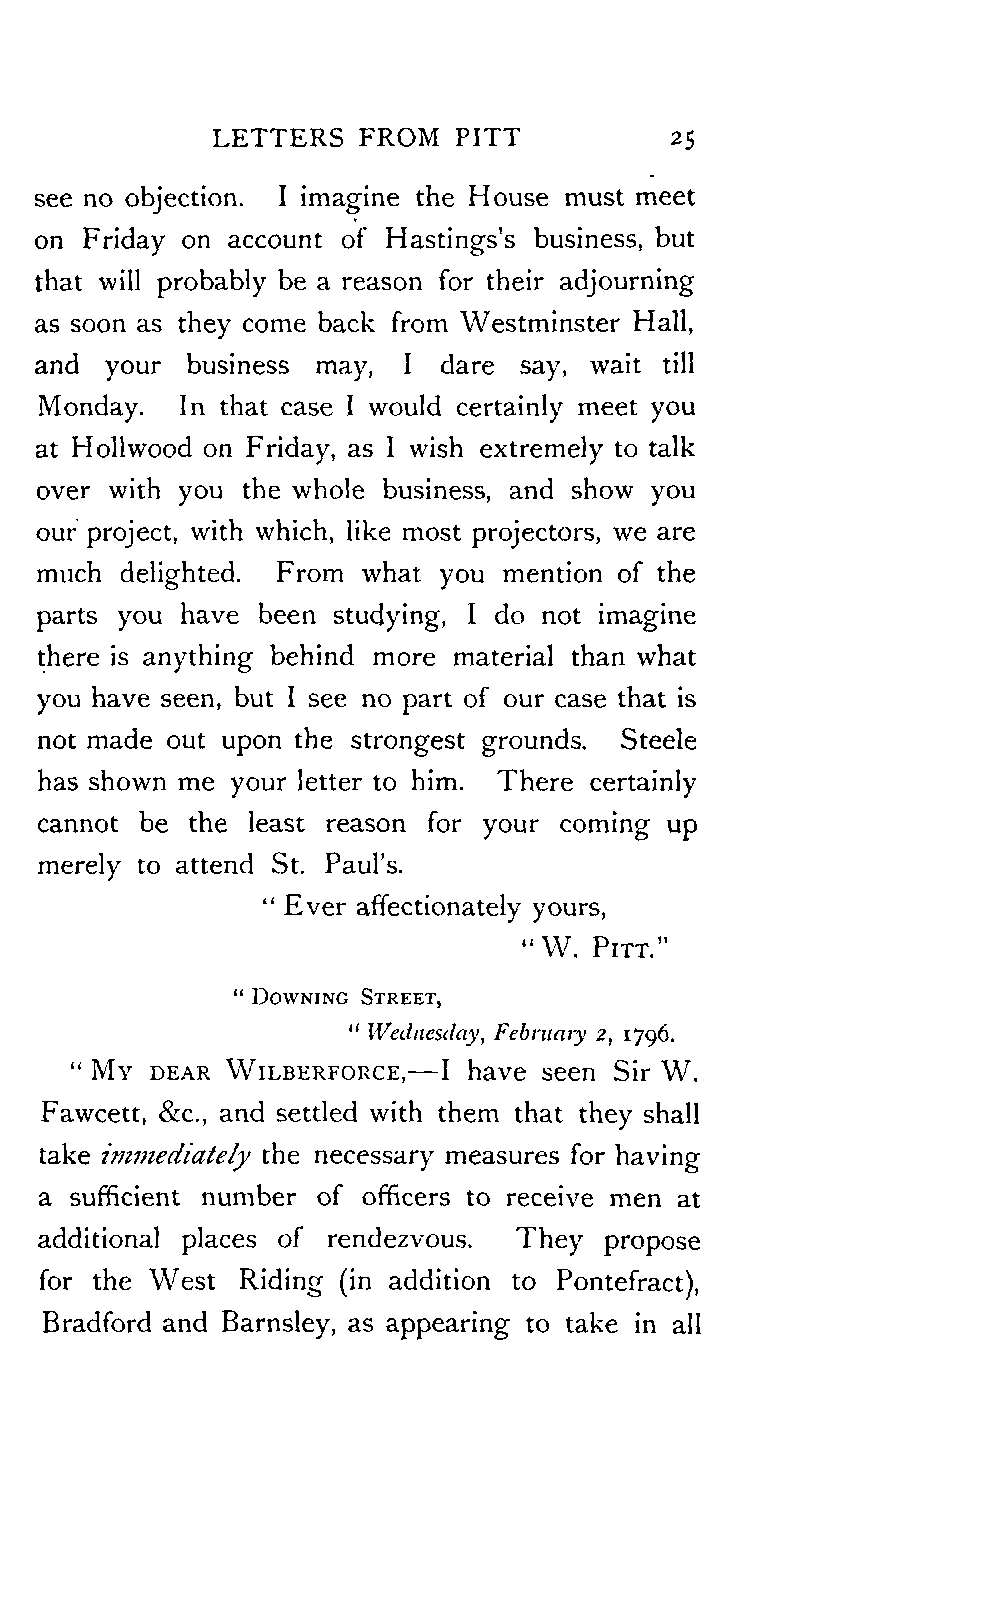 LETTERS FROM PITT 25
see no objection. I imagine the House must meet
on Friday on account of Hastings's business, but
that will probably be a reason for their adjourning
as soon as they come back from Westminster Hall,
and your business may, I dare say, wait till
Monday. In that case I would certainly meet you
at Hollwood on Friday, as I wish extremely to talk
over with you the whole business, and show you
our project, with which, like most projectors, we are
much delighted. From what you mention of the
parts you have been studying, I do not imagine
there is anything behind more material than what
you have seen, but I see no part of our case that is
not made out upon the strongest grounds. Steele
has shown me your letter to him. There certainly
cannot be the least reason for your coming up
merely to attend St. Paul's.
"Ever affectionately yours,
"W. PITT."
"DOWNING STREET,
"Wednesday, February 2, 1796.
"MY DEAR WILBERFORCE,—I have seen Sir W.
Fawcett, &c., and settled with them that they shall
take immediately the necessary measures for having
a sufficient number of officers to receive men at
additional places of rendezvous. They propose
for the West Riding (in addition to Pontefract),
Bradford and Barnsley, as appearing to take in all